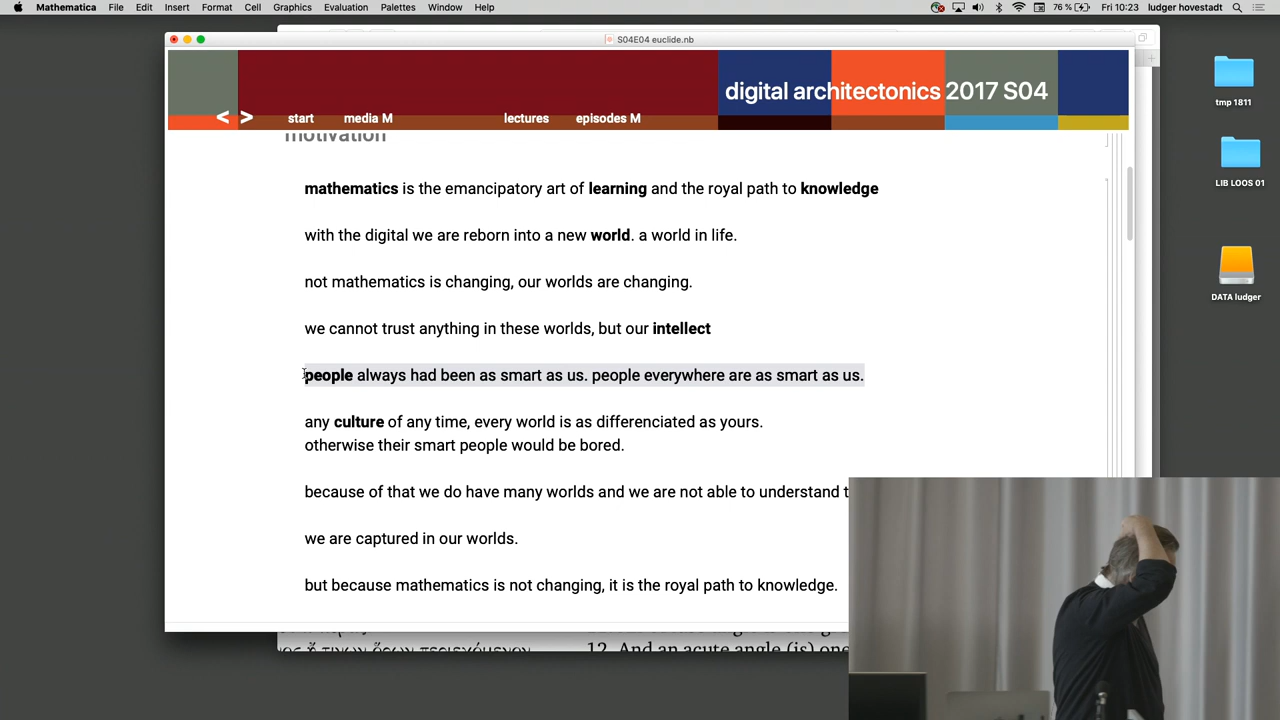 Mathematica File Edit Insert Format Cell Graphics Evaluation Palettes Window Help 76 % Fri 10:23 ludger hovestadt
S04E04 euclide.nb
digital architectonics 2017 S04
< > start media M lectures episodes M
tmp 1811
LIB LOOS 01
DATA ludger
motivation
mathematics is the emancipatory art of learning and the royal path to knowledge
with the digital we are reborn into a new world. a world in life.
not mathematics is changing, our worlds are changing.
we cannot trust anything in these worlds, but our intellect
people always had been as smart as us. people everywhere are as smart as us.
any culture of any time, every world is as differenciated as yours.
otherwise their smart people would be bored.
because of that we do have many worlds and we are not able to understand
we are captured in our worlds.
but because mathematics is not changing, it is the royal path to knowledge.
12. And an acute angle (is) one